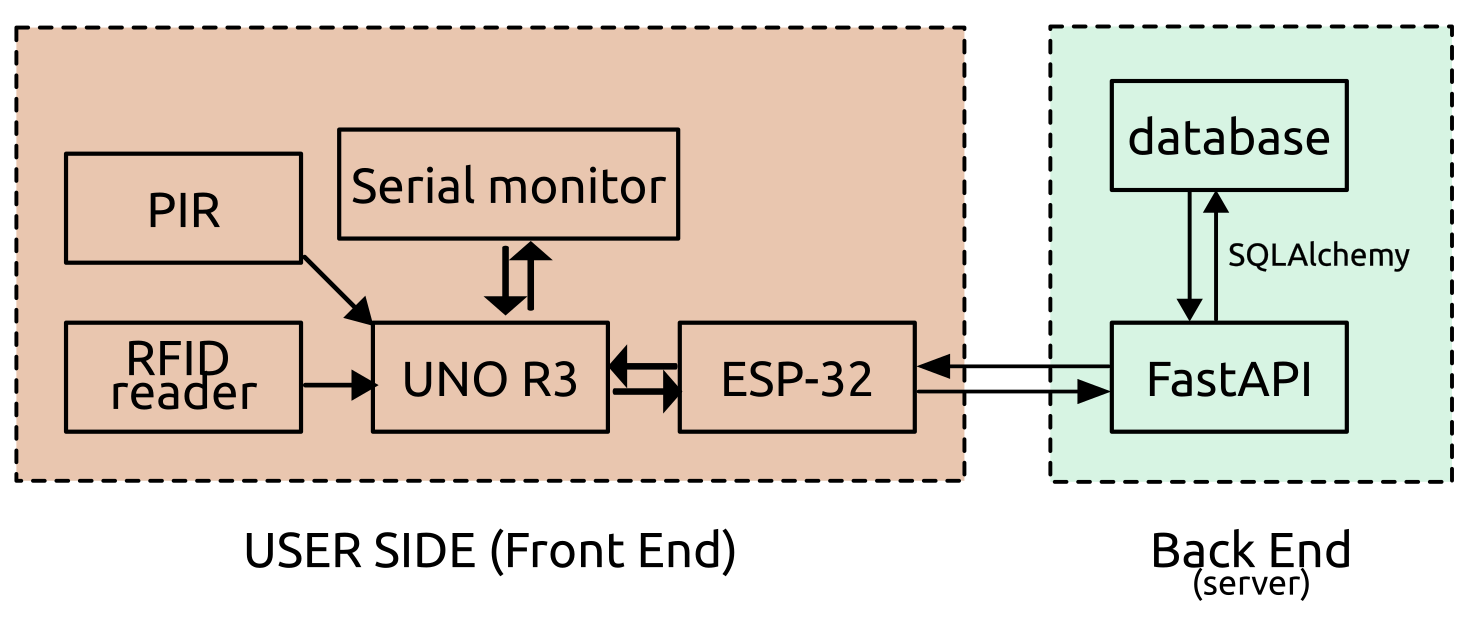 Serial monitor
PIR
RFID
reader
UNO R3
ESP-32
USER SIDE (Front End)
database
SQLAlchemy
FastAPI
Back End
(server)